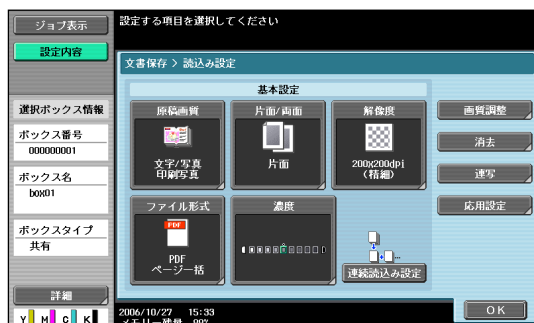 ジョブ表示
設定する項目を選択してください
設定内容
文書保存 > 読込み設定
基本設定
選択ボックス情報
ボックス番号
000000001
ボックス名
box01
ボックスタイプ
共有
詳細
Y M C K
原稿画質
文字/写真
印刷写真
片面/両面
片面
解像度
200x200dpi
(精細)
ファイル形式
PDF
PDF
ページ一括
濃度
連続読込み設定
画質調整
消去
連写
応用設定
2006/10/27 15:33
メモリー残量 99%
OK